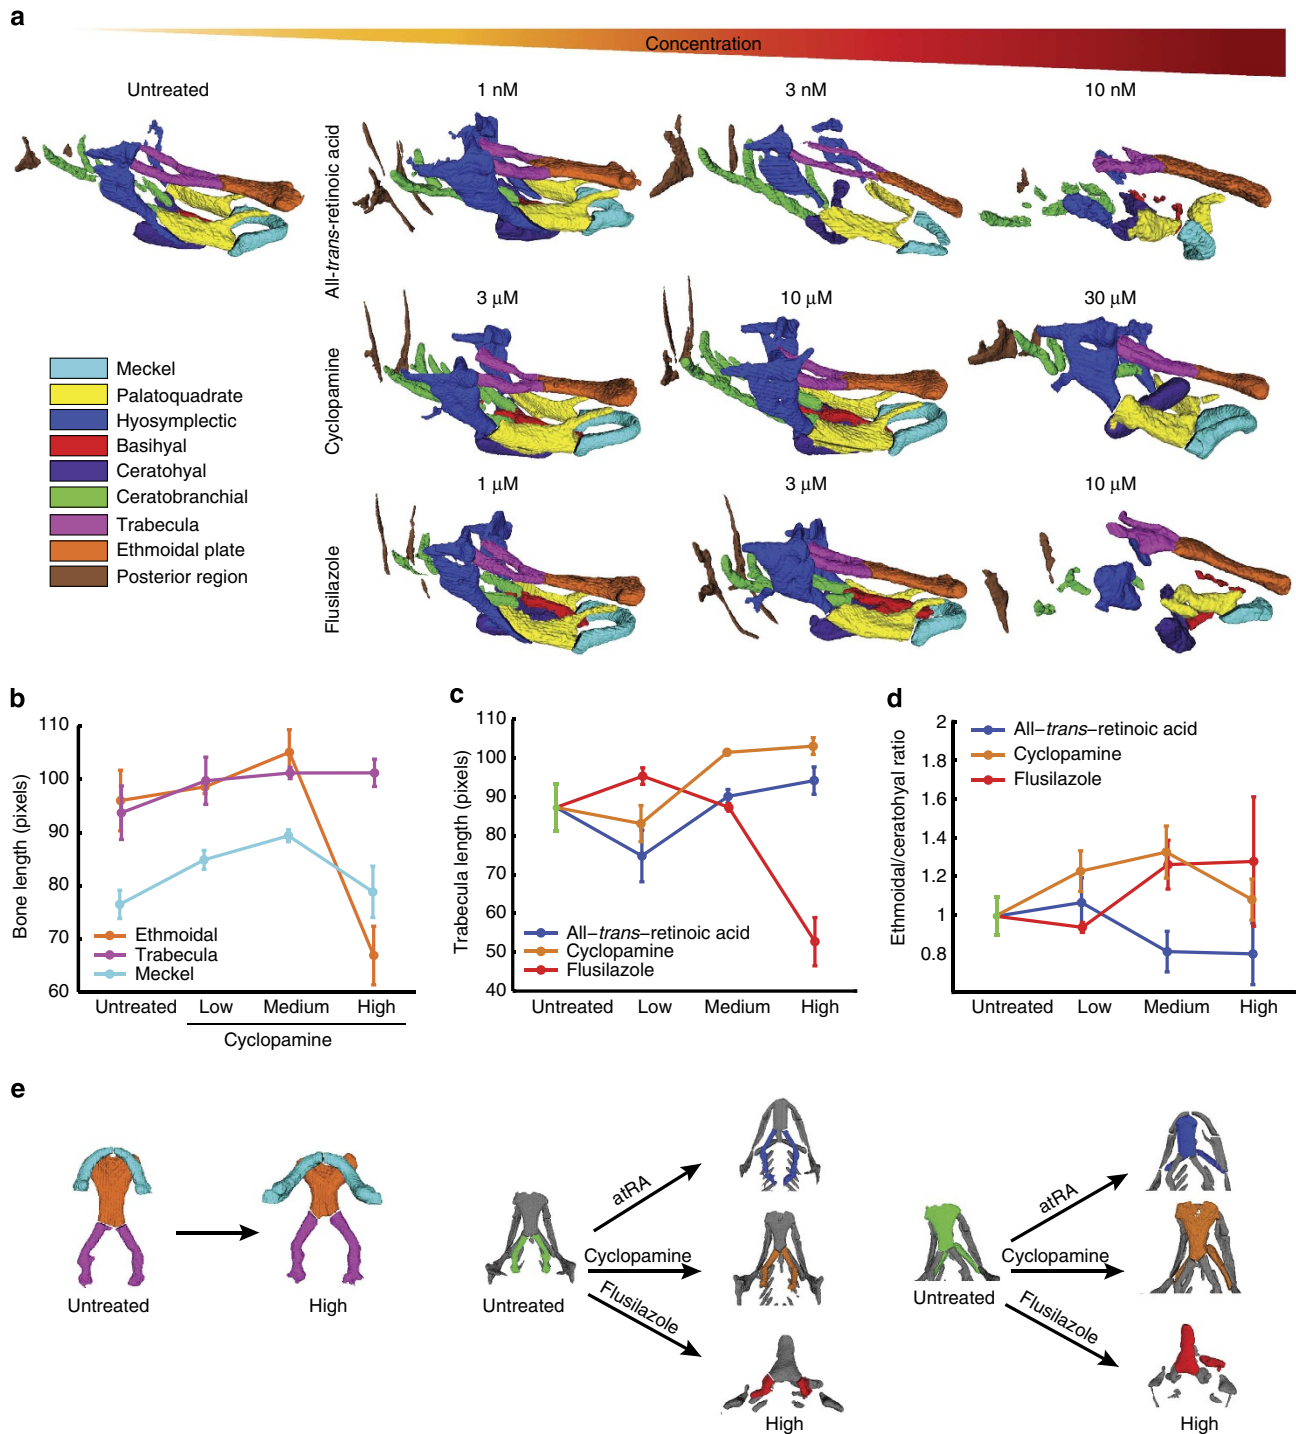 a
Concentration
Untreated
1 nM
3 nM
10 nM
All-trans-retinoic acid
3 μM
10 μM
30 μM
Cyclopamine
1 μM
3 μM
10 μM
Flusilazole
Meckel
Palatoquadrate
Hyosymplectic
Basihyal
Ceratohyal
Ceratobranchial
Trabecula
Ethmoidal plate
Posterior region
b
Bone length (pixels)
110
100
90
80
70
60
Ethmoidal
Trabecula
Meckel
Untreated Low Medium High
Cyclopamine
c
Trabecula length (pixels)
110
100
90
80
70
60
50
40
All–trans–retinoic acid
Cyclopamine
Flusilazole
Untreated Low Medium High
d
Ethmoidal/ceratohyal ratio
2
1.8
1.6
1.4
1.2
1
0.8
All–trans–retinoic acid
Cyclopamine
Flusilazole
Untreated Low Medium High
e
Untreated
High
Untreated
atRA
Cyclopamine
Flusilazole
High
Untreated
atRA
Cyclopamine
Flusilazole
High